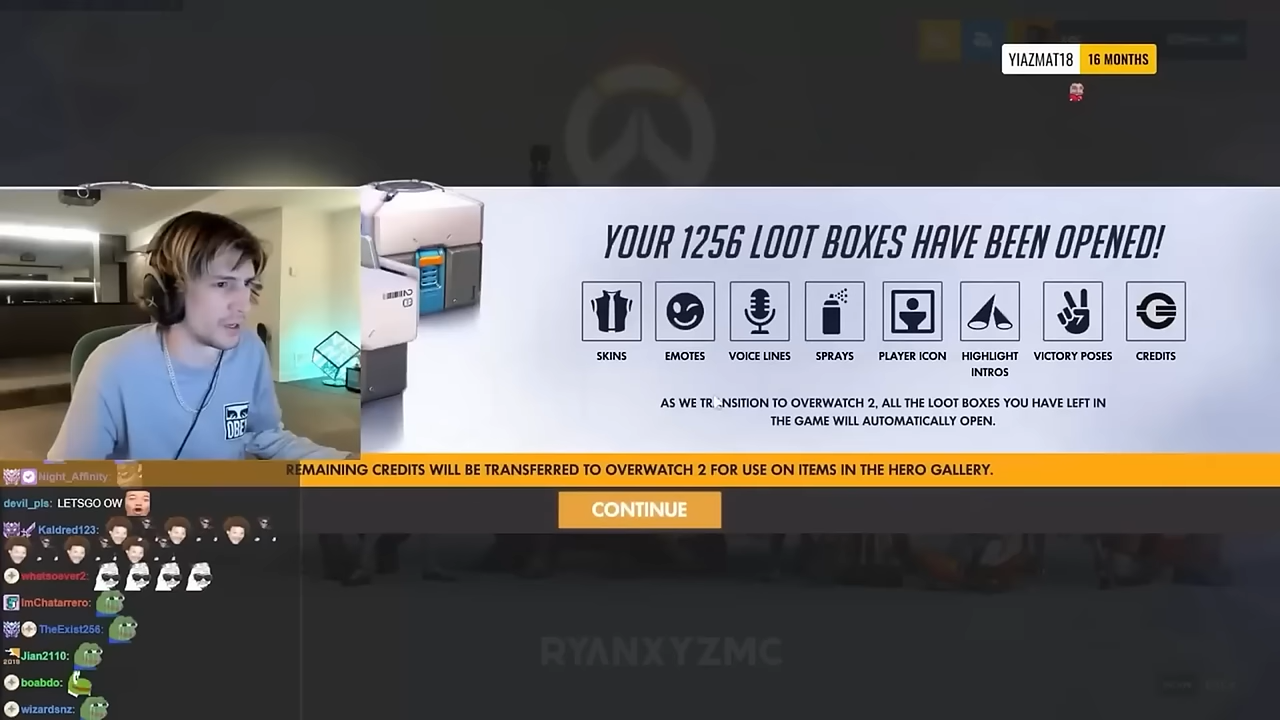 YIAZMAT18 16 MONTHS
YOUR 1256 LOOT BOXES HAVE BEEN OPENED!
SKINS EMOTES VOICE LINES SPRAYS PLAYER ICON HIGHLIGHT INTROS VICTORY POSES CREDITS
AS WE TRANSITION TO OVERWATCH 2, ALL THE LOOT BOXES YOU HAVE LEFT IN
THE GAME WILL AUTOMATICALLY OPEN.
REMAINING CREDITS WILL BE TRANSFERRED TO OVERWATCH 2 FOR USE ON ITEMS IN THE HERO GALLERY.
CONTINUE
OBEY
Night_Affinity
devil_pls: LETSGO OW
Kaldred123:
whatsoever2:
ImChatarrero:
TheExist256:
Jian2110:
boabdo:
wizardsnz:
RYANXYZMC